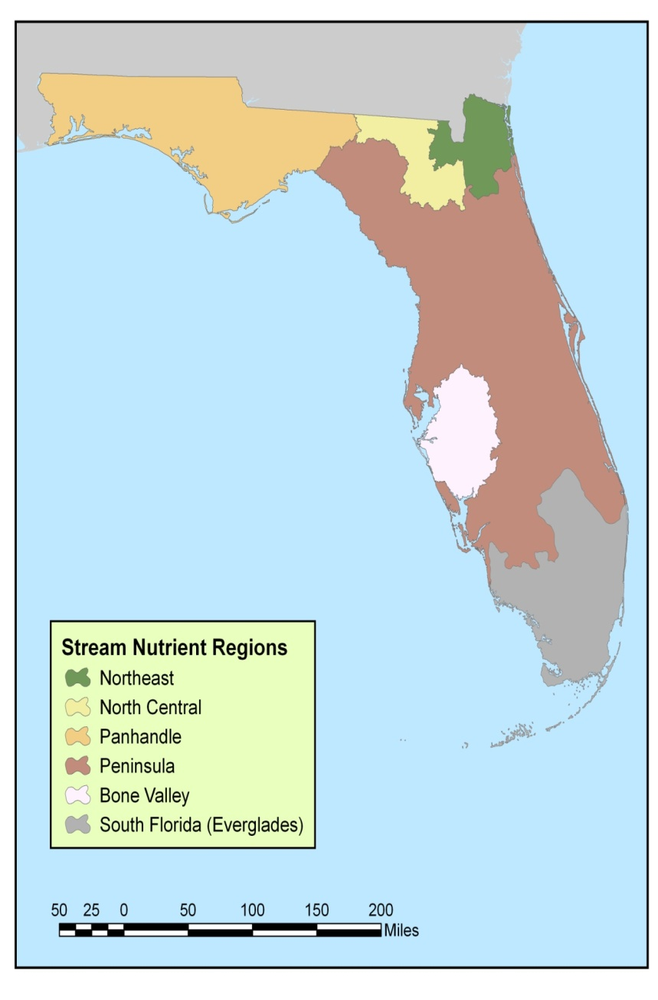 Stream Nutrient Regions
Northeast
North Central
Panhandle
Peninsula
Bone Valley
South Florida (Everglades)
50 25 0 50 100 150 200
Miles